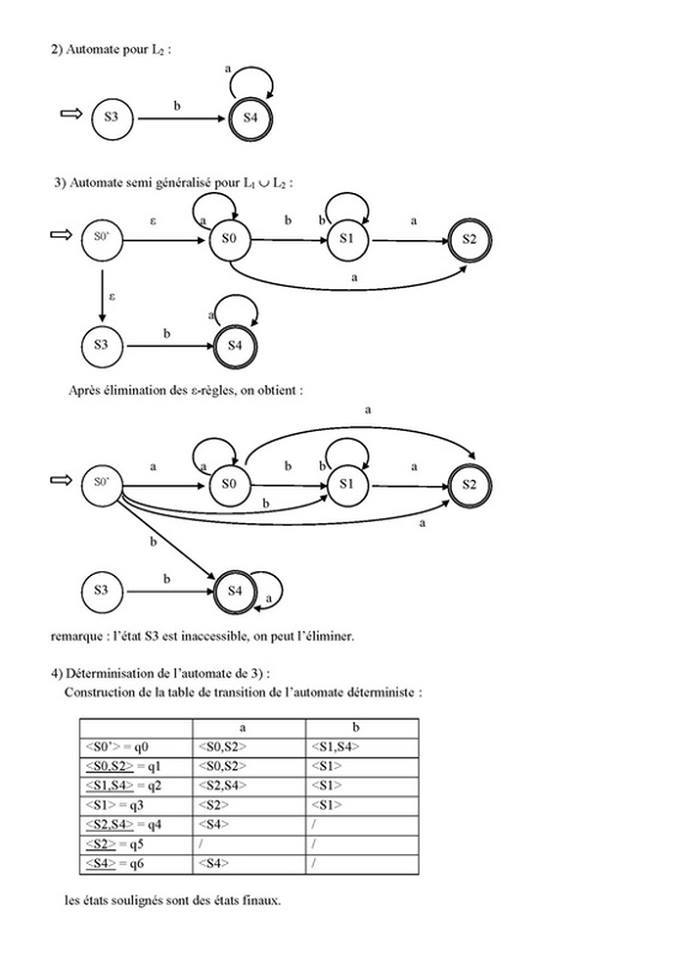 2) Automate pour L₂ :
a
b
S3
S4
3) Automate semi généralisé pour L₁ ∪ L₂ :
ε
a
b
b
a
S0'
S0
S1
S2
a
ε
a
b
S3
S4
Après élimination des ε-règles, on obtient :
a
a
a
b
b
a
S0'
S0
S1
S2
b
a
b
b
S3
S4
a
remarque : l'état S3 est inaccessible, on peut l'éliminer.
4) Déterminisation de l'automate de 3) :
Construction de la table de transition de l'automate déterministe :
a b
<S0'> = q0 <S0,S2> <S1,S4>
<S0,S2> = q1 <S0,S2> <S1>
<S1,S4> = q2 <S2,S4> <S1>
<S1> = q3 <S2> <S1>
<S2,S4> = q4 <S4> /
<S2> = q5 / /
<S4> = q6 <S4> /
les états soulignés sont des états finaux.